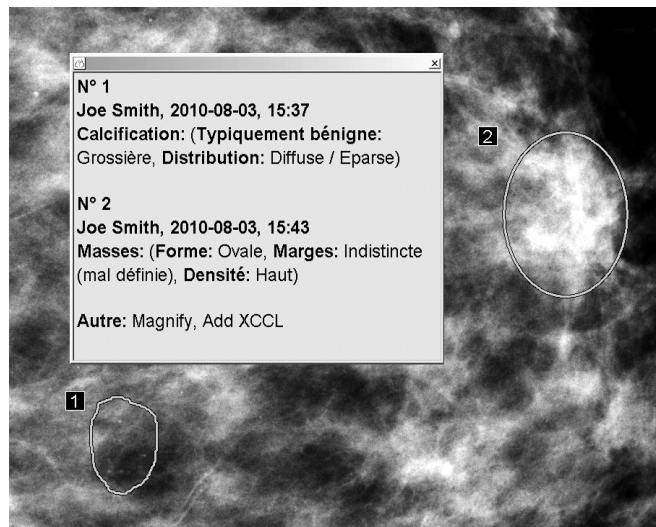 N° 1
Joe Smith, 2010-08-03, 15:37
Calcification: (Typiquement bénigne:
Grossière, Distribution: Diffuse / Eparse)
N° 2
Joe Smith, 2010-08-03, 15:43
Masses: (Forme: Ovale, Marges: Indistincte
(mal définie), Densité: Haut)
Autre: Magnify, Add XCCL
2
1